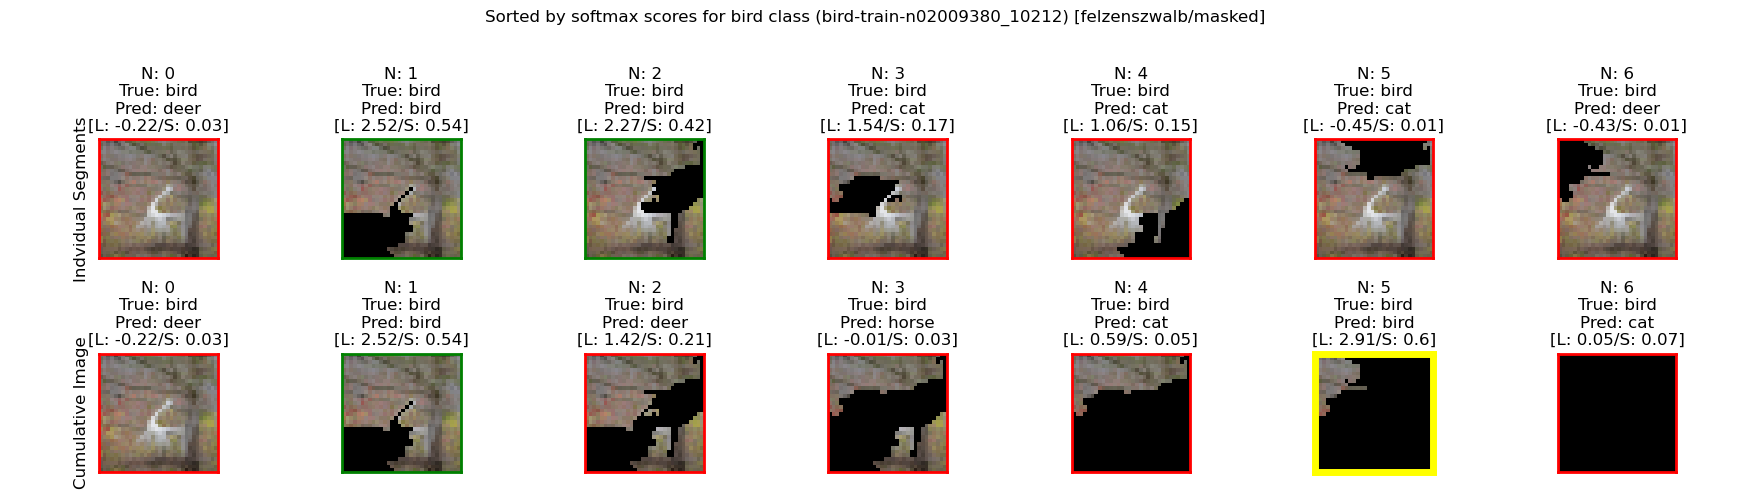 Sorted by softmax scores for bird class (bird-train-n02009380_10212) [felzenszwalb/masked]
Indvidual Segments
N: 0
True: bird
Pred: deer
[L: -0.22/S: 0.03]
N: 1
True: bird
Pred: bird
[L: 2.52/S: 0.54]
N: 2
True: bird
Pred: bird
[L: 2.27/S: 0.42]
N: 3
True: bird
Pred: cat
[L: 1.54/S: 0.17]
N: 4
True: bird
Pred: cat
[L: 1.06/S: 0.15]
N: 5
True: bird
Pred: cat
[L: -0.45/S: 0.01]
N: 6
True: bird
Pred: deer
[L: -0.43/S: 0.01]
Cumulative Image
N: 0
True: bird
Pred: deer
[L: -0.22/S: 0.03]
N: 1
True: bird
Pred: bird
[L: 2.52/S: 0.54]
N: 2
True: bird
Pred: deer
[L: 1.42/S: 0.21]
N: 3
True: bird
Pred: horse
[L: -0.01/S: 0.03]
N: 4
True: bird
Pred: cat
[L: 0.59/S: 0.05]
N: 5
True: bird
Pred: bird
[L: 2.91/S: 0.6]
N: 6
True: bird
Pred: cat
[L: 0.05/S: 0.07]